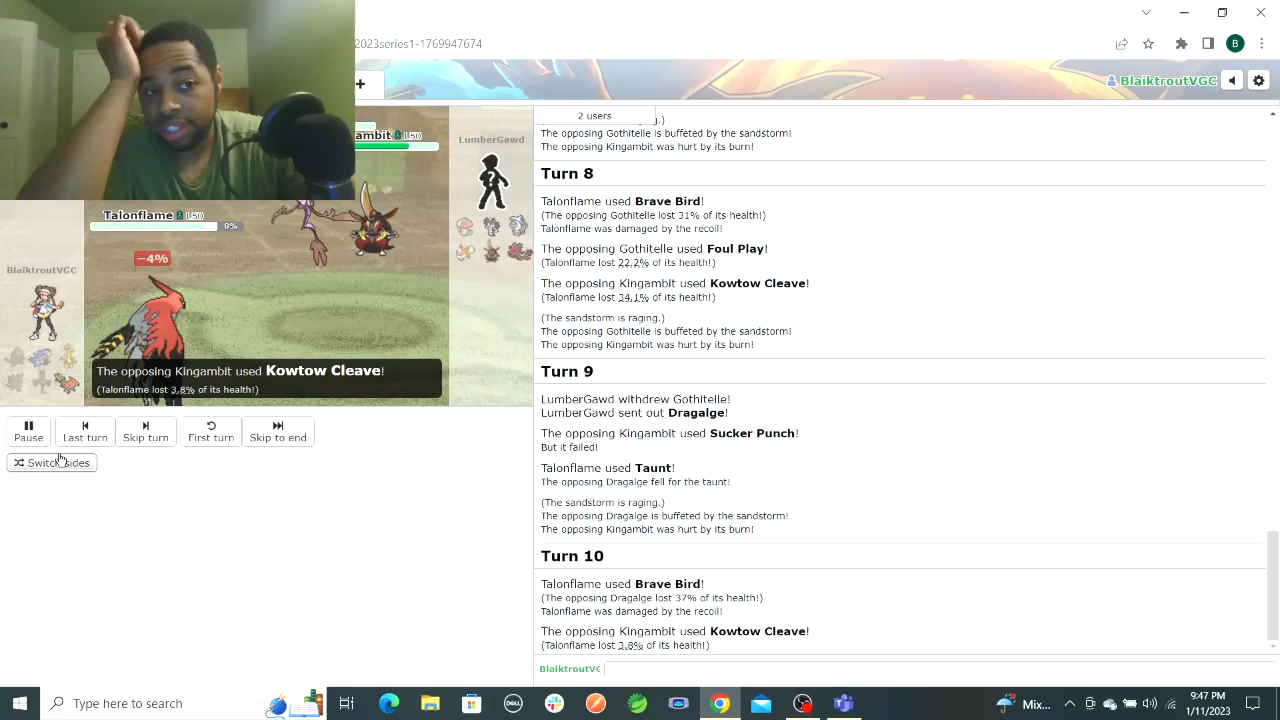 2023series1-1769947674
B
+
BlaiktroutVGC
2 users
ambit L50
LumberGawd
Talonflame L50
0%
−4%
BlaiktroutVGC
The opposing Kingambit used Kowtow Cleave!
(Talonflame lost 3.8% of its health!)
Pause
Last turn
Skip turn
First turn
Skip to end
Switch sides
The opposing Gothitelle is buffeted by the sandstorm!
The opposing Kingambit was hurt by its burn!
Turn 8
Talonflame used Brave Bird!
(The opposing Gothitelle lost 31% of its health!)
Talonflame was damaged by the recoil!
The opposing Gothitelle used Foul Play!
(Talonflame lost 22.2% of its health!)
The opposing Kingambit used Kowtow Cleave!
(Talonflame lost 34.1% of its health!)
(The sandstorm is raging.)
The opposing Gothitelle is buffeted by the sandstorm!
The opposing Kingambit was hurt by its burn!
Turn 9
LumberGawd withdrew Gothitelle!
LumberGawd sent out Dragalge!
The opposing Kingambit used Sucker Punch!
But it failed!
Talonflame used Taunt!
The opposing Dragalge fell for the taunt!
(The sandstorm is raging.)
The opposing Dragalge is buffeted by the sandstorm!
The opposing Kingambit was hurt by its burn!
Turn 10
Talonflame used Brave Bird!
(The opposing Dragalge lost 37% of its health!)
Talonflame was damaged by the recoil!
The opposing Kingambit used Kowtow Cleave!
(Talonflame lost 3.8% of its health!)
BlaiktroutVG
Type here to search
DELL
Mix...
9:47 PM
1/11/2023